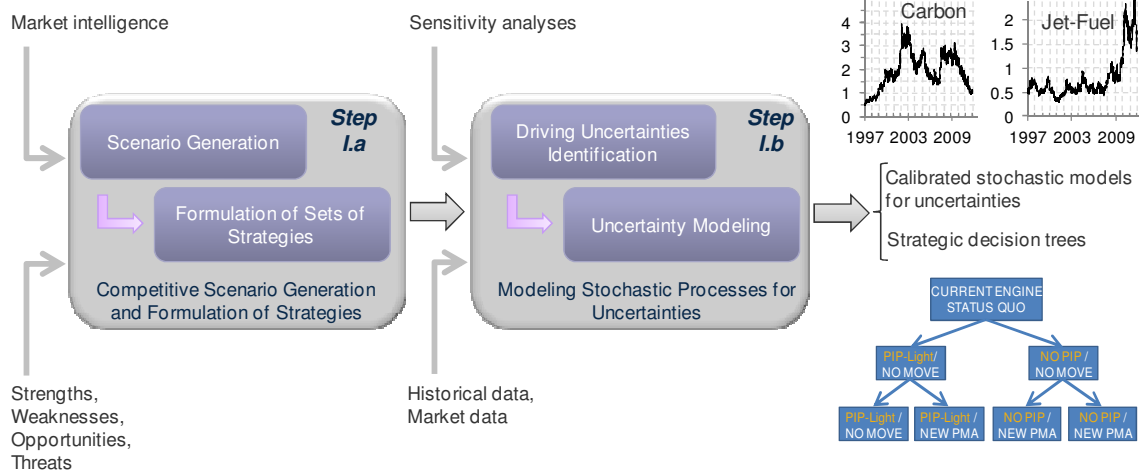 Market intelligence
Scenario Generation
Step
I.a
Formulation of Sets of
Strategies
Competitive Scenario Generation
and Formulation of Strategies
Strengths,
Weaknesses,
Opportunities,
Threats
Sensitivity analyses
Driving Uncertainties
Identification
Step
I.b
Uncertainty Modeling
Modeling Stochastic Processes for
Uncertainties
Historical data,
Market data
Carbon
4
3
2
1
0
1997 2003 2009
Jet-Fuel
2
1.5
1
0.5
0
1997 2003 2009
Calibrated stochastic models
for uncertainties
Strategic decision trees
CURRENT ENGINE
STATUS QUO
PIP-Light/
NO MOVE
NO PIP /
NO MOVE
PIP-Light /
NO MOVE
PIP-Light /
NEW PMA
NO PIP /
NEW PMA
NO PIP /
NEW PMA